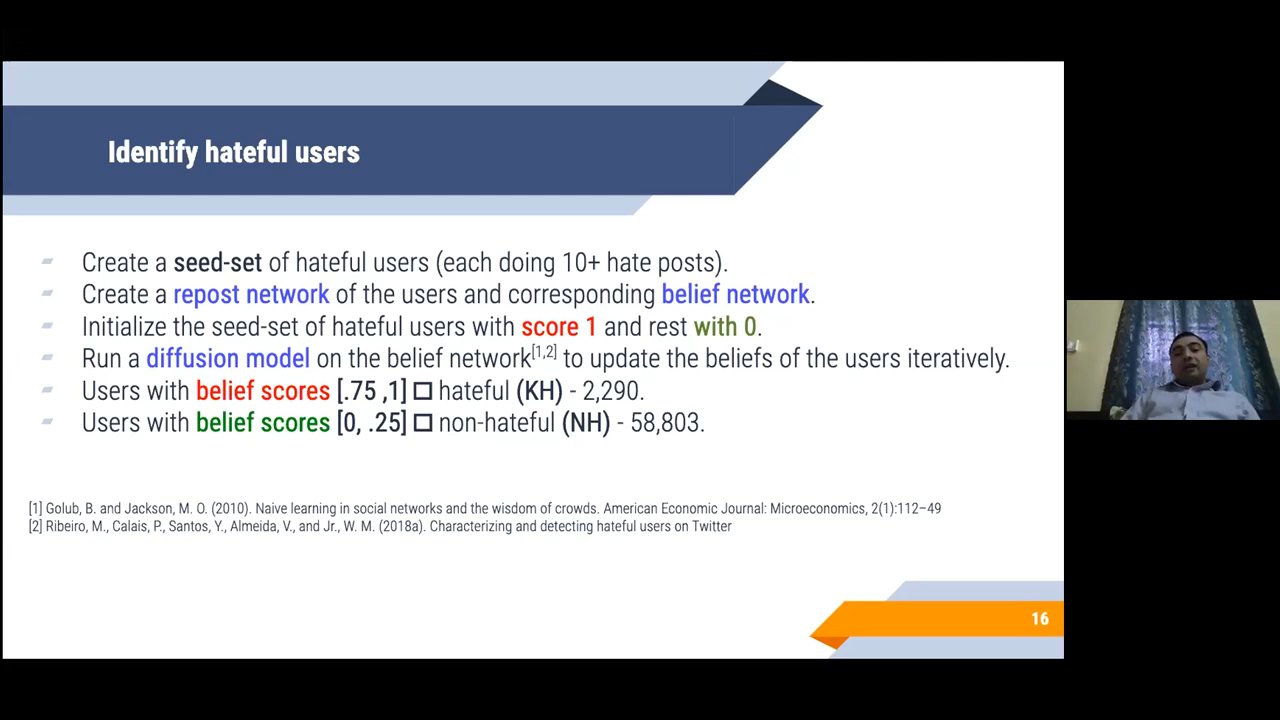 Identify hateful users
Create a seed-set of hateful users (each doing 10+ hate posts).
Create a repost network of the users and corresponding belief network.
Initialize the seed-set of hateful users with score 1 and rest with 0.
Run a diffusion model on the belief network[1,2] to update the beliefs of the users iteratively.
Users with belief scores [.75 ,1] □ hateful (KH) - 2,290.
Users with belief scores [0, .25] □ non-hateful (NH) - 58,803.
[1] Golub, B. and Jackson, M. O. (2010). Naive learning in social networks and the wisdom of crowds. American Economic Journal: Microeconomics, 2(1):112–49
[2] Ribeiro, M., Calais, P., Santos, Y., Almeida, V., and Jr., W. M. (2018a). Characterizing and detecting hateful users on Twitter
16